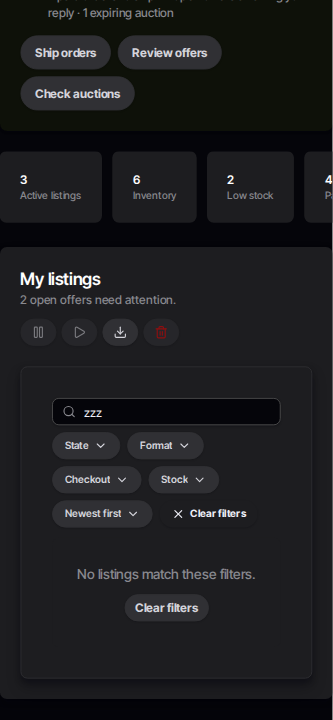 reply · 1 expiring auction
Ship orders
Review offers
Check auctions
3
Active listings
6
Inventory
2
Low stock
4
My listings
2 open offers need attention.
zzz
State
Format
Checkout
Stock
Newest first
Clear filters
No listings match these filters.
Clear filters